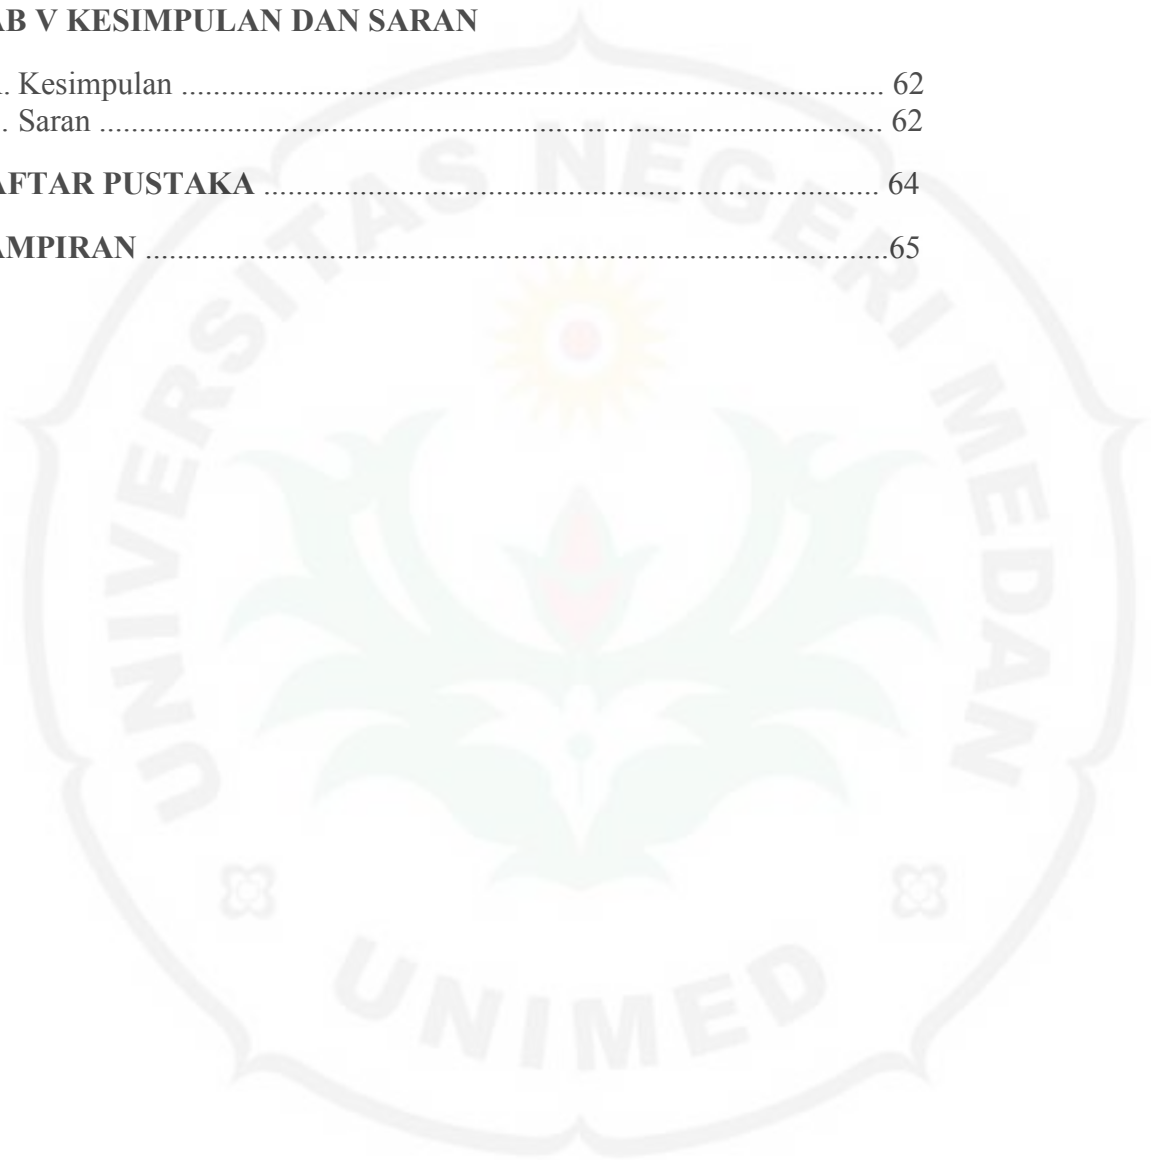 AB V KESIMPULAN DAN SARAN
. Kesimpulan ........................................................................................ 62
. Saran .................................................................................................. 62
AFTAR PUSTAKA ............................................................................. 64
AMPIRAN .............................................................................................65
UNIVERSITAS NEGERI MEDAN
UNIMED